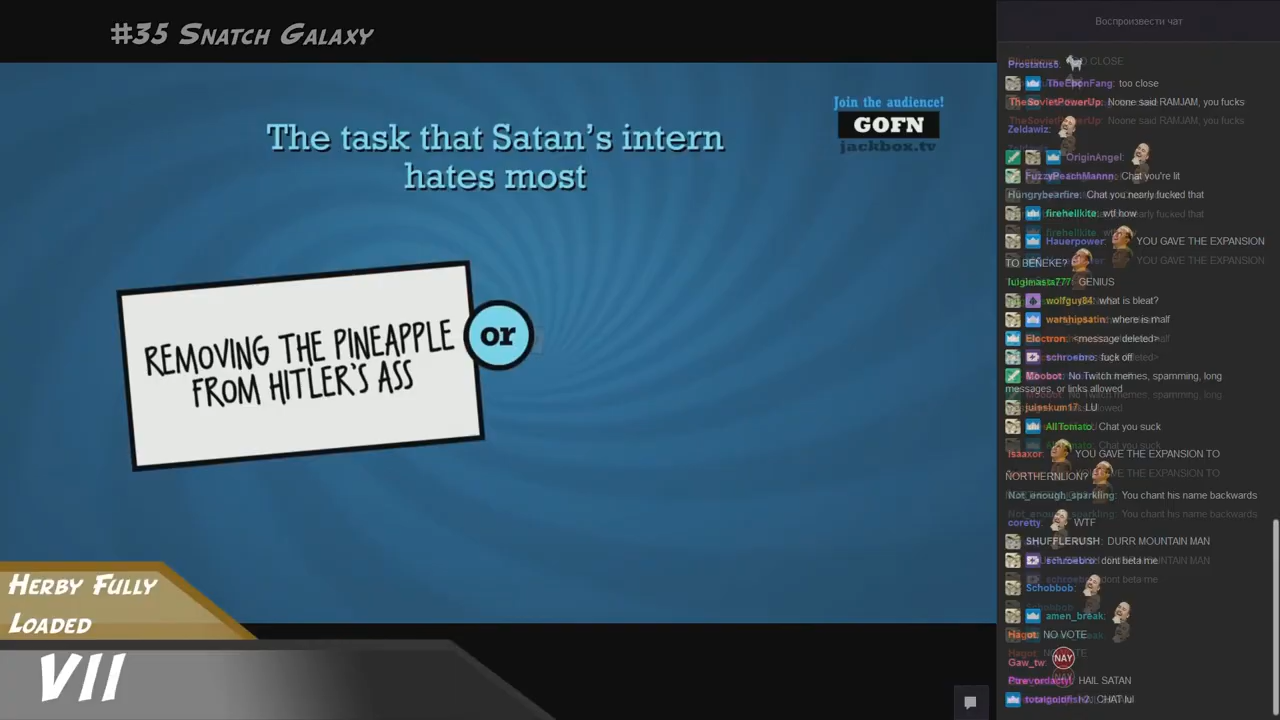 #35 Snatch Galaxy
Воспроизвести чат
Join the audience!
GOFN
jackbox.tv
The task that Satan's intern
hates most
REMOVING THE PINEAPPLE
FROM HITLER'S ASS
or
Herby Fully
Loaded
VII
Prostatus5:
TheEbonFang: too close
TheSovietPowerUp: Noone said RAMJAM, you fucks
Zeldawiz:
OriginAngel:
FuzzyPeachMannn: Chat you're lit
Hungrybearfire: Chat you nearly fucked that
firehellkite: wtf how
Hauerpower: YOU GAVE THE EXPANSION
TO BENEKE?
luigimasta777: GENIUS
wolfguy84: what is bleat?
warshipsatin: where is malf
Electron: <message deleted>
schroebro: fuck off
Moobot: No Twitch memes, spamming, long
messages, or links allowed
juleskum17: LU
AllTomato: Chat you suck
Isaaxor: YOU GAVE THE EXPANSION TO
NORTHERNLION?
Not_enough_sparkling: You chant his name backwards
coretty: WTF
SHUFFLERUSH: DURR MOUNTAIN MAN
schroebro: dont beta me
Schobbob:
amen_break:
Hagot: NO VOTE
Gaw_tw: NAY
HAIL SATAN
CHAT lul